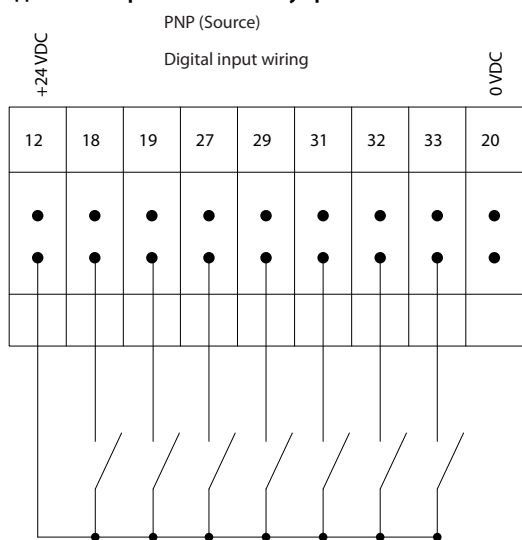 PNP (Source)
Digital input wiring
+24 VDC
0 VDC
12 18 19 27 29 31 32 33 20